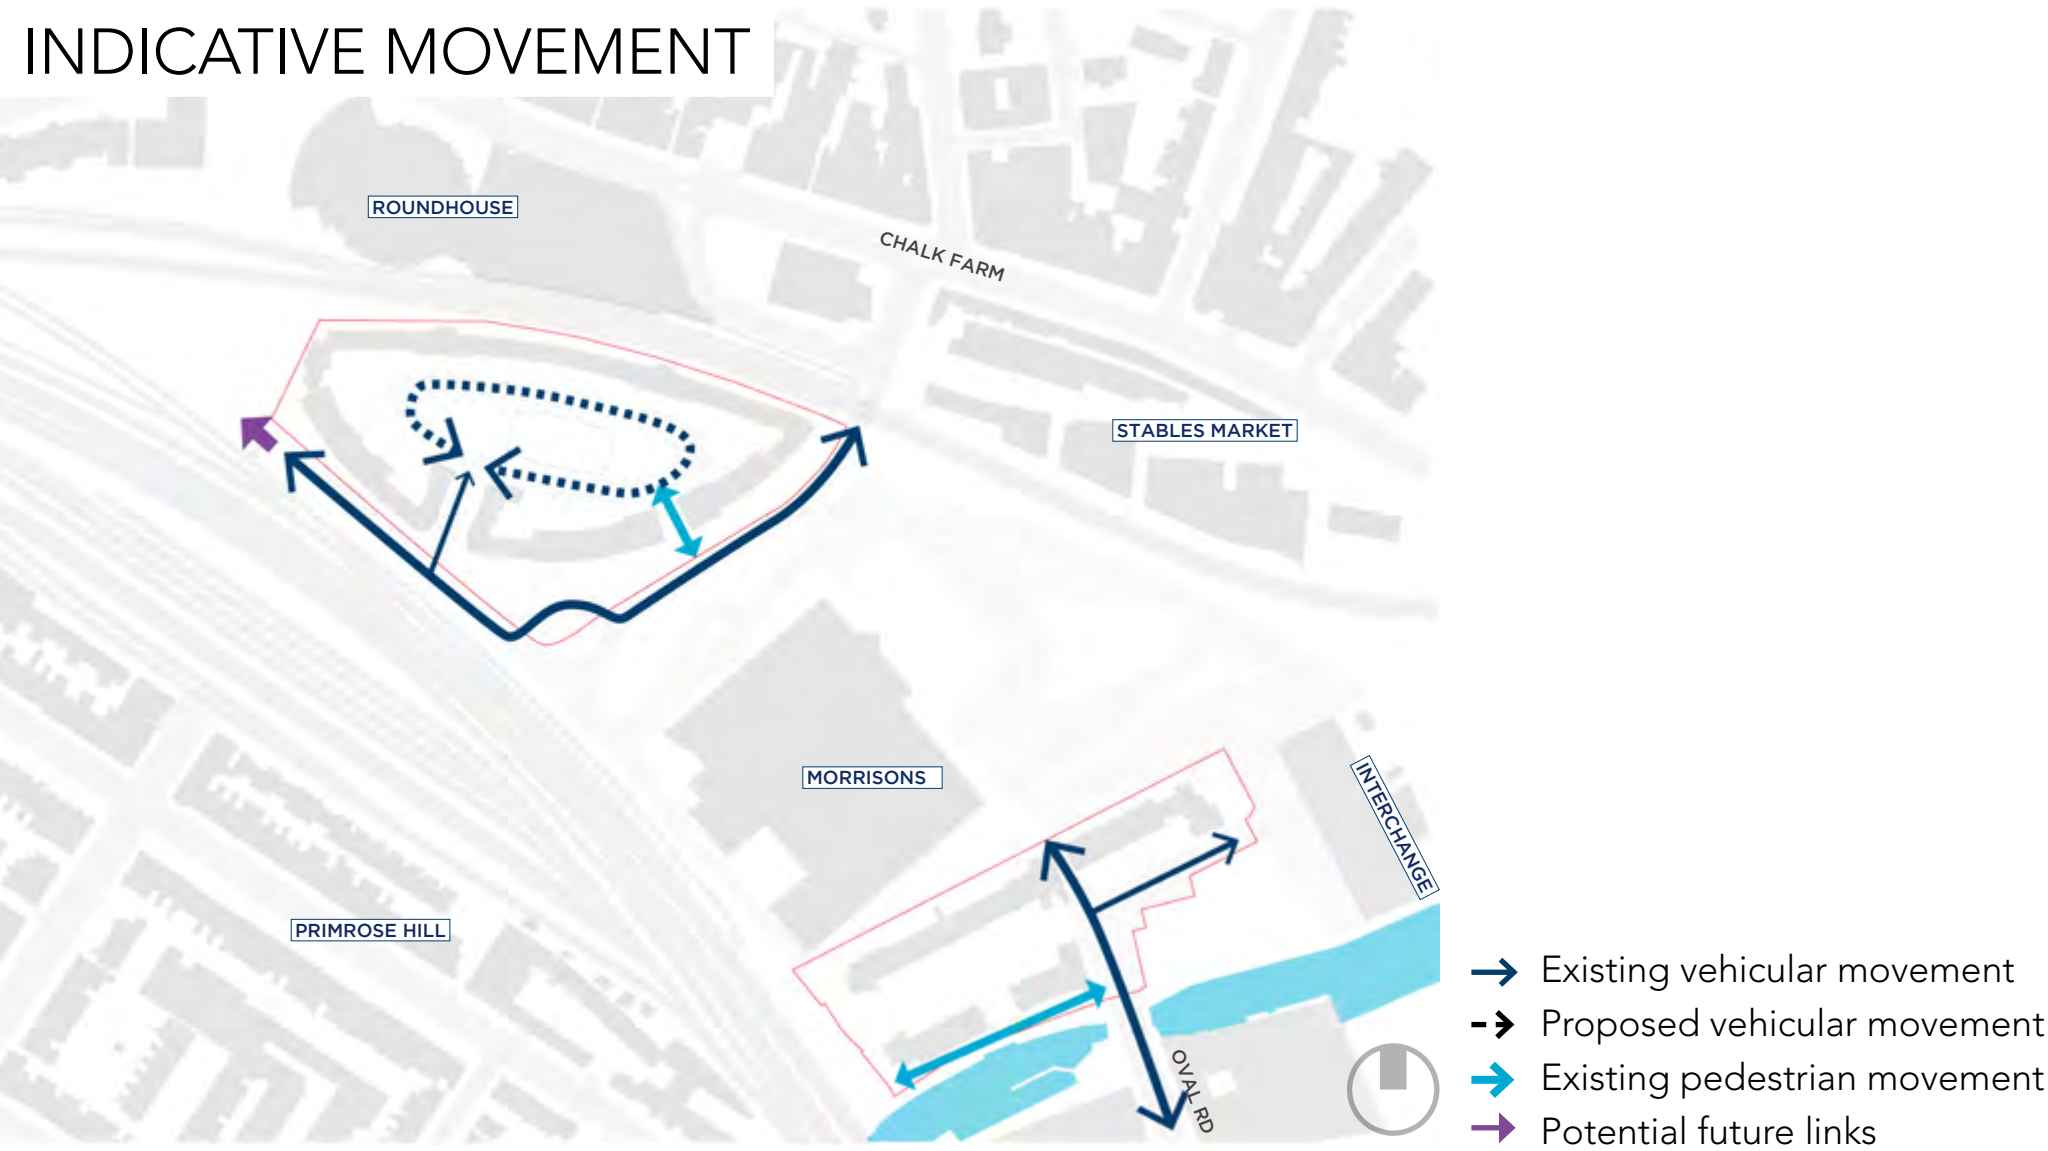 INDICATIVE MOVEMENT
ROUNDHOUSE
CHALK FARM
STABLES MARKET
MORRISONS
INTERCHANGE
PRIMROSE HILL
OVAL RD
Existing vehicular movement
Proposed vehicular movement
Existing pedestrian movement
Potential future links